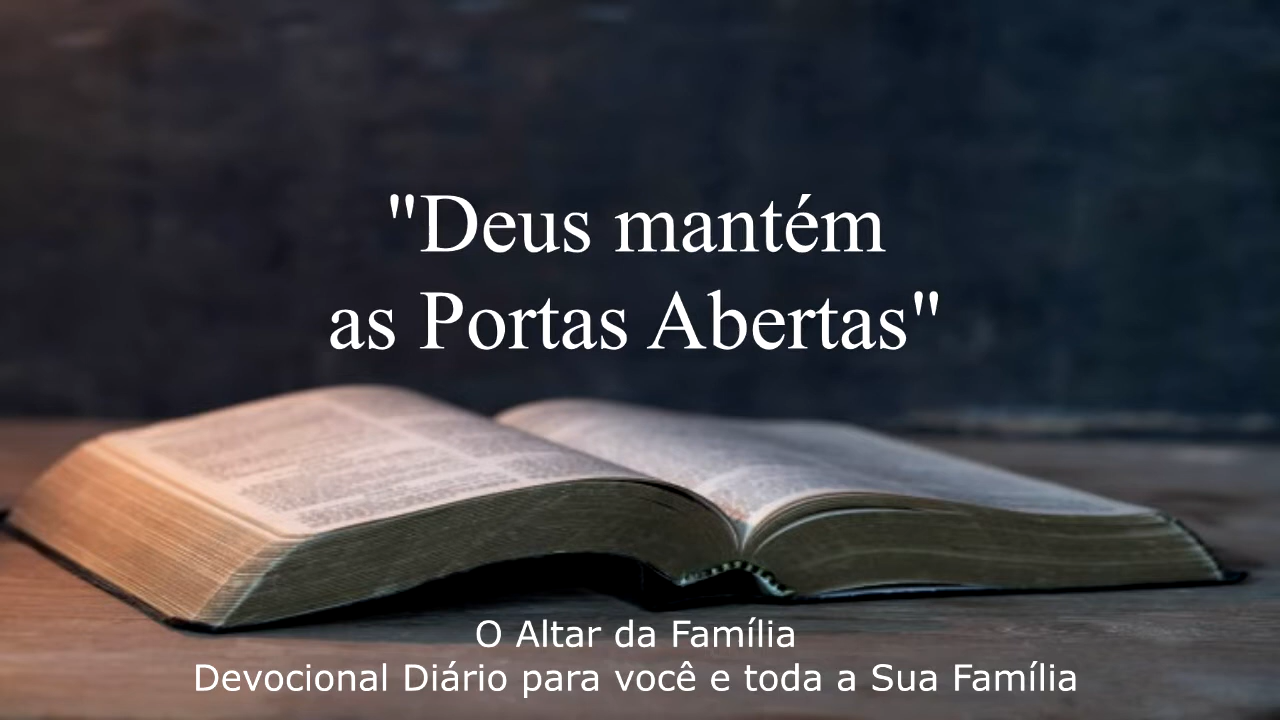 "Deus mantém
as Portas Abertas"
O Altar da Família
Devocional Diário para você e toda a Sua Família